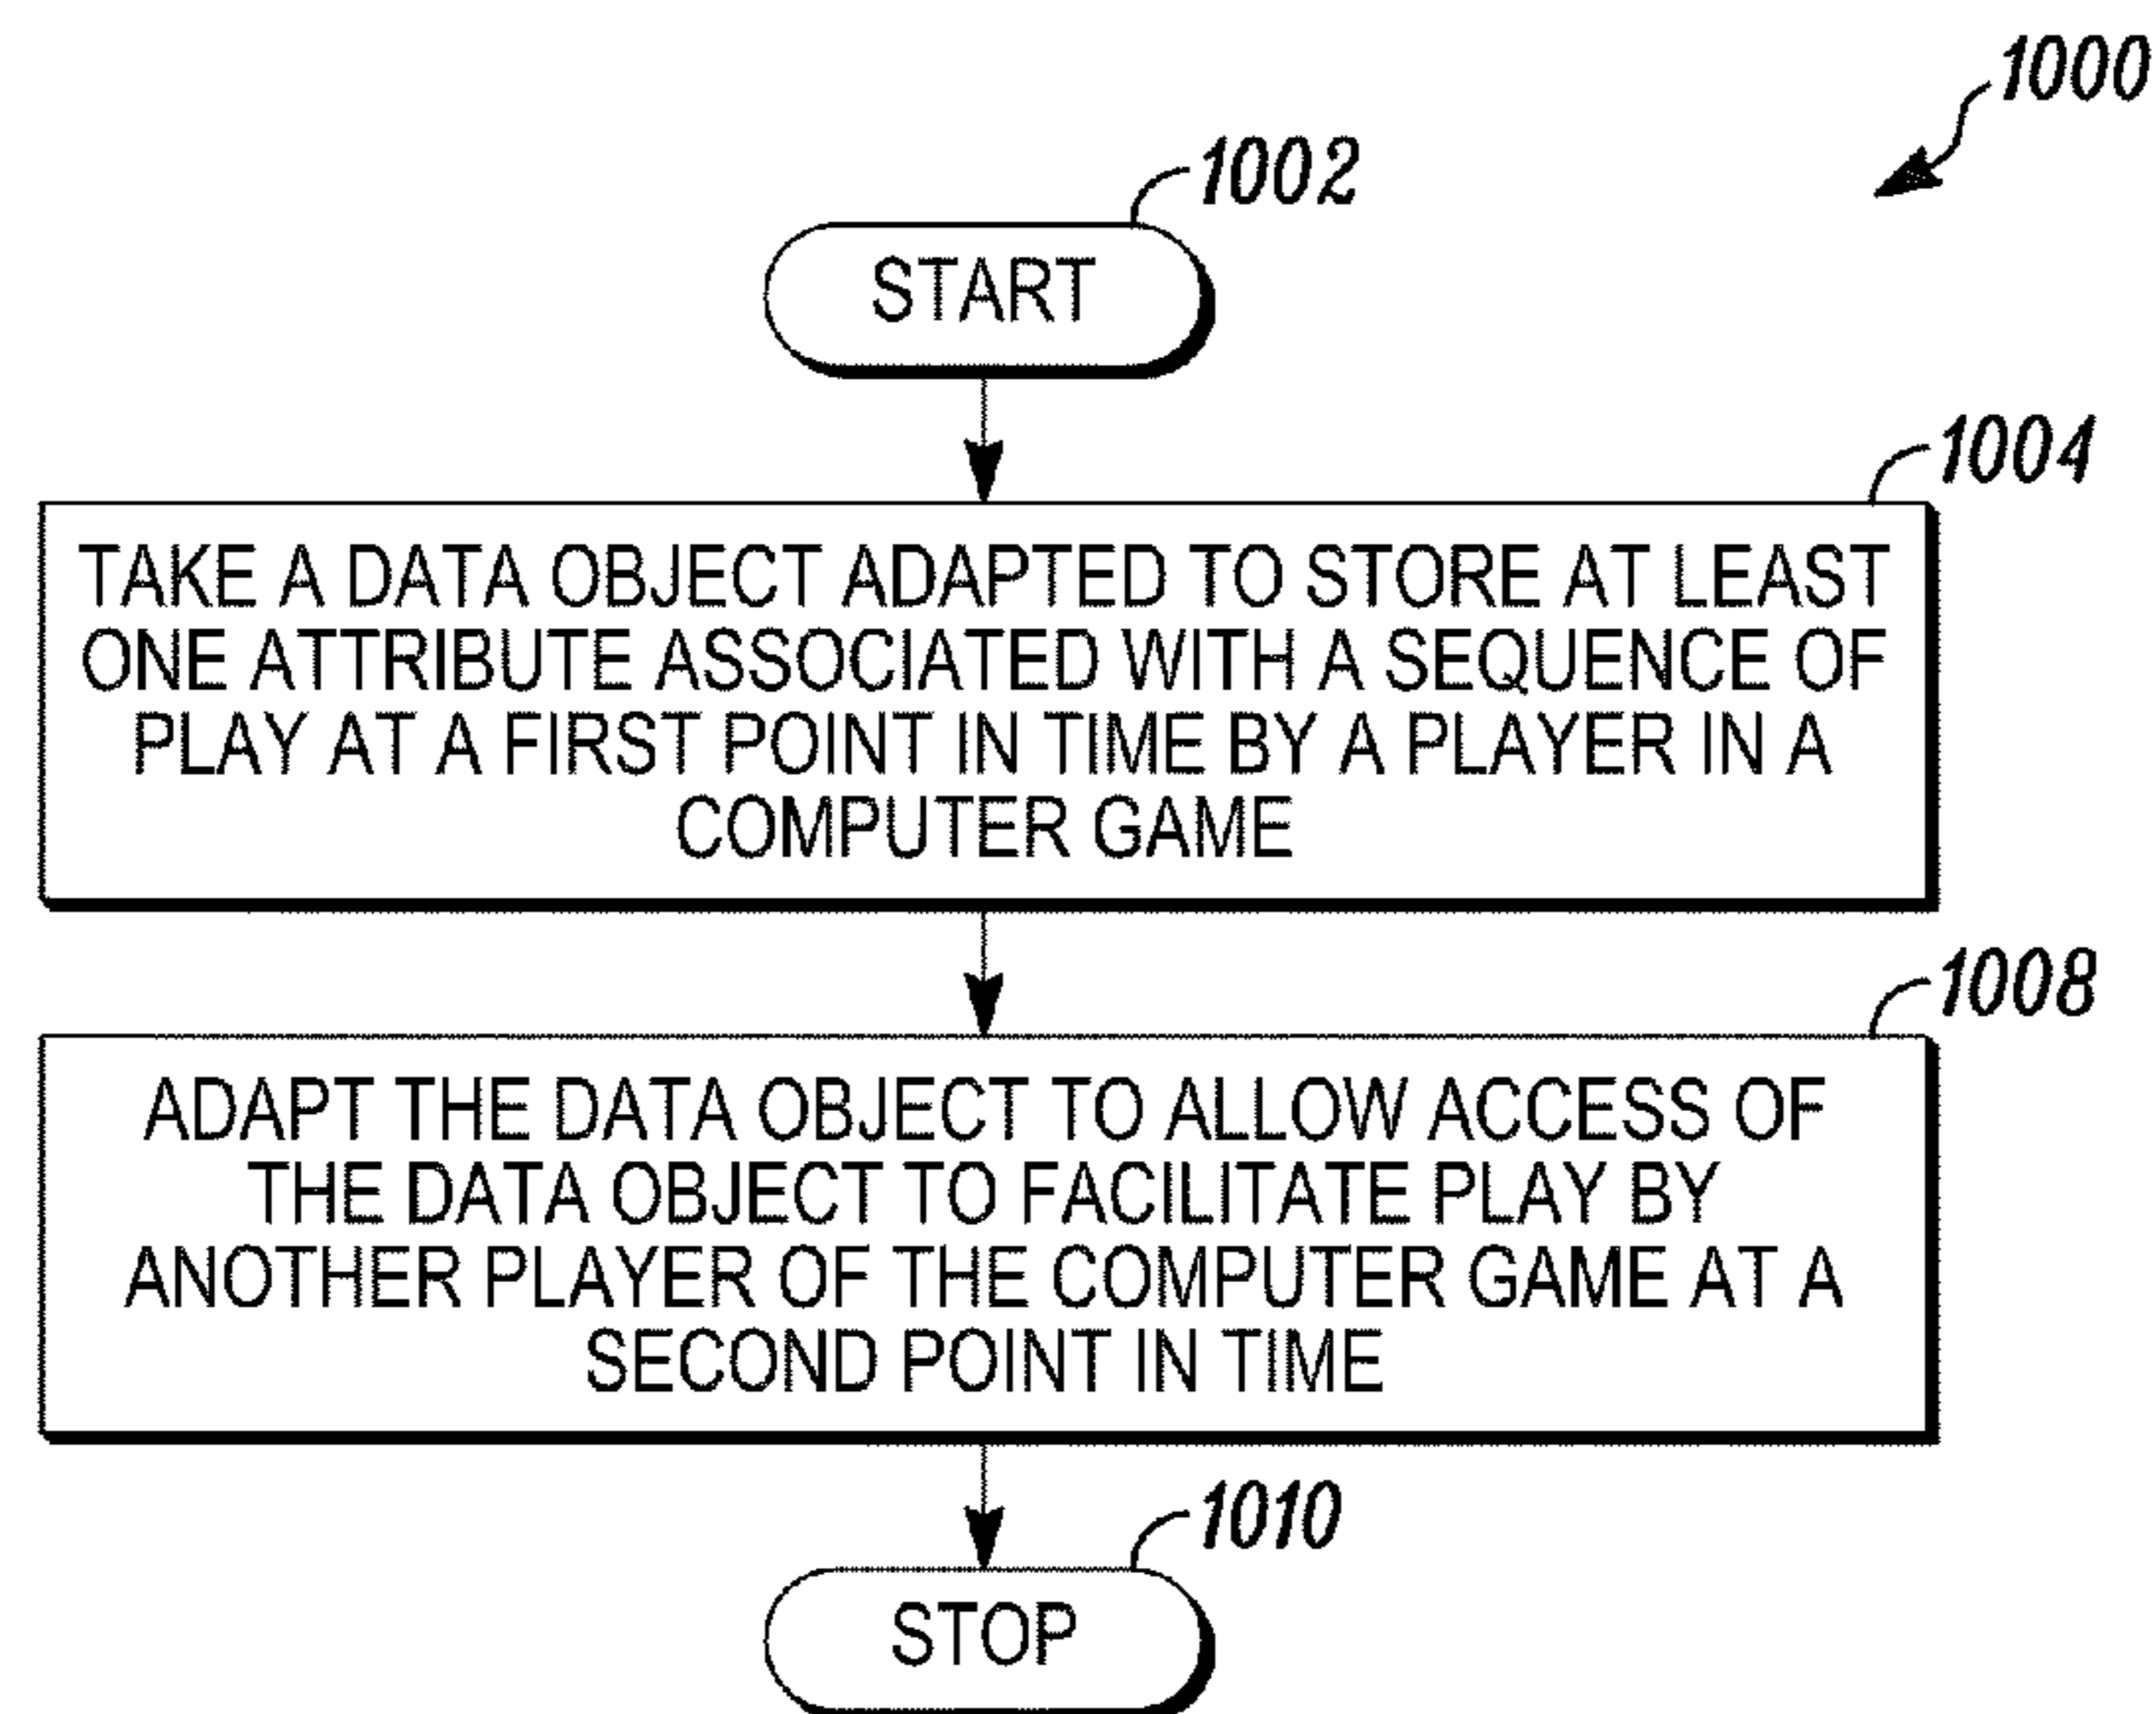 1000
1002
START
1004
TAKE A DATA OBJECT ADAPTED TO STORE AT LEAST
ONE ATTRIBUTE ASSOCIATED WITH A SEQUENCE OF
PLAY AT A FIRST POINT IN TIME BY A PLAYER IN A
COMPUTER GAME
1008
ADAPT THE DATA OBJECT TO ALLOW ACCESS OF
THE DATA OBJECT TO FACILITATE PLAY BY
ANOTHER PLAYER OF THE COMPUTER GAME AT A
SECOND POINT IN TIME
1010
STOP